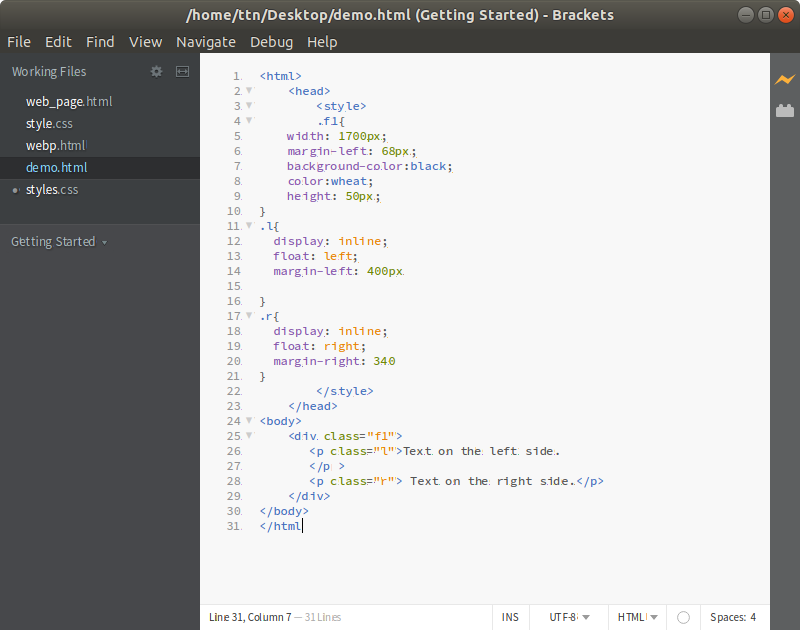 /home/ttn/Desktop/demo.html (Getting Started) - Brackets
File Edit Find View Navigate Debug Help
Working Files
web_page.html
style.css
webp.html
demo.html
styles.css
Getting Started
1. <html>
2. <head>
3. <style>
4. .f1{
5. width: 1700px;
6. margin-left: 68px;
7. background-color:black;
8. color:wheat;
9. height: 50px;
10. }
11. .l{
12. display: inline;
13. float: left;
14 margin-left: 400px
15.
16. }
17. .r{
18. display: inline;
19. float: right;
20. margin-right: 340
21. }
22. </style>
23. </head>
24 <body>
25. <div class="f1">
26. <p class="l">Text on the left side.
27. </p >
28. <p class="r"> Text on the right side.</p>
29. </div>
30. </body>
31. </html
Line 31, Column 7 — 31 Lines INS UTF-8 HTML Spaces: 4